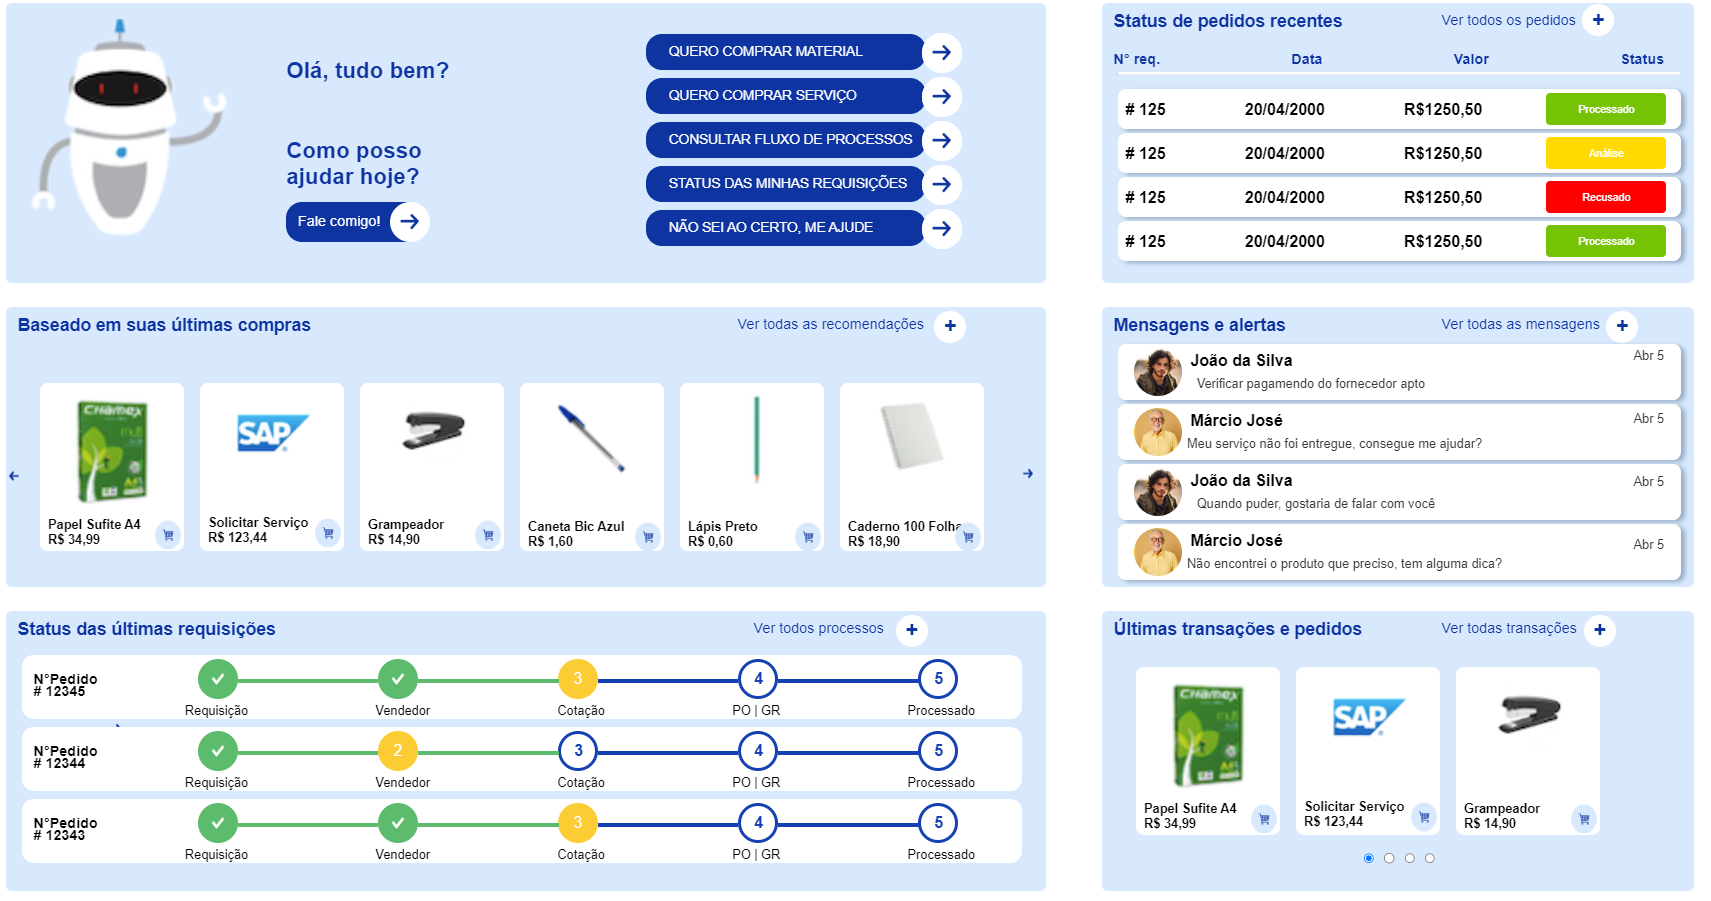 Olá, tudo bem?
Como posso
ajudar hoje?
Fale comigo!
QUERO COMPRAR MATERIAL
QUERO COMPRAR SERVIÇO
CONSULTAR FLUXO DE PROCESSOS
STATUS DAS MINHAS REQUISIÇÕES
NÃO SEI AO CERTO, ME AJUDE
Status de pedidos recentes
Ver todos os pedidos +
N° req. Data Valor Status
# 125 20/04/2000 R$1250,50 Processado
# 125 20/04/2000 R$1250,50 Análise
# 125 20/04/2000 R$1250,50 Recusado
# 125 20/04/2000 R$1250,50 Processado
Baseado em suas últimas compras
Ver todas as recomendações +
CHAMEX
multi
A4
Papel Sufite A4
R$ 34,99
SAP
Solicitar Serviço
R$ 123,44
Grampeador
R$ 14,90
Caneta Bic Azul
R$ 1,60
Lápis Preto
R$ 0,60
Caderno 100 Folha
R$ 18,90
Mensagens e alertas
Ver todas as mensagens +
João da Silva Abr 5
Verificar pagamendo do fornecedor apto
Márcio José Abr 5
Meu serviço não foi entregue, consegue me ajudar?
João da Silva Abr 5
Quando puder, gostaria de falar com você
Márcio José Abr 5
Não encontrei o produto que preciso, tem alguma dica?
Status das últimas requisições
Ver todos processos +
N°Pedido
# 12345
3 4 5
Requisição Vendedor Cotação PO | GR Processado
N°Pedido
# 12344
2 3 4 5
Requisição Vendedor Cotação PO | GR Processado
N°Pedido
# 12343
3 4 5
Requisição Vendedor Cotação PO | GR Processado
Últimas transações e pedidos
Ver todas transações +
CHAMEX
multi
A4
Papel Sufite A4
R$ 34,99
SAP
Solicitar Serviço
R$ 123,44
Grampeador
R$ 14,90